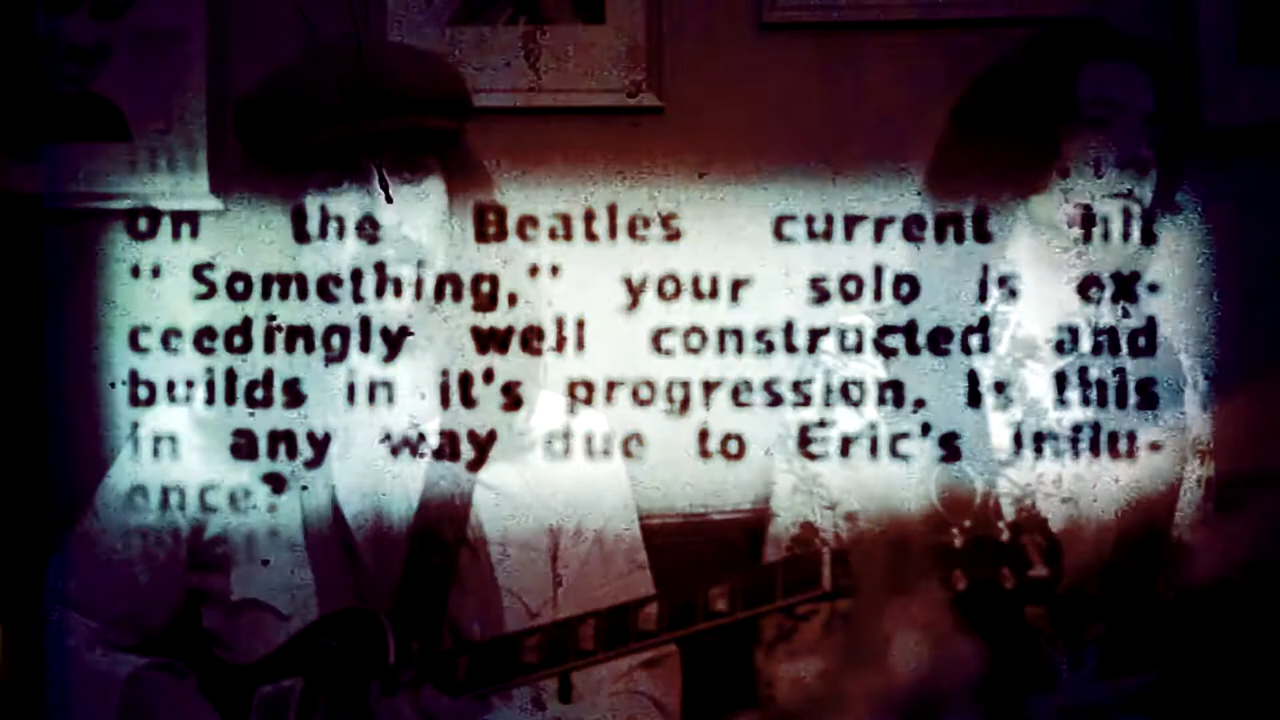 On the Beatles current hit
"Something," your solo is ex-
ceedingly well constructed and
builds in it's progression. Is this
in any way due to Eric's influ-
ence?